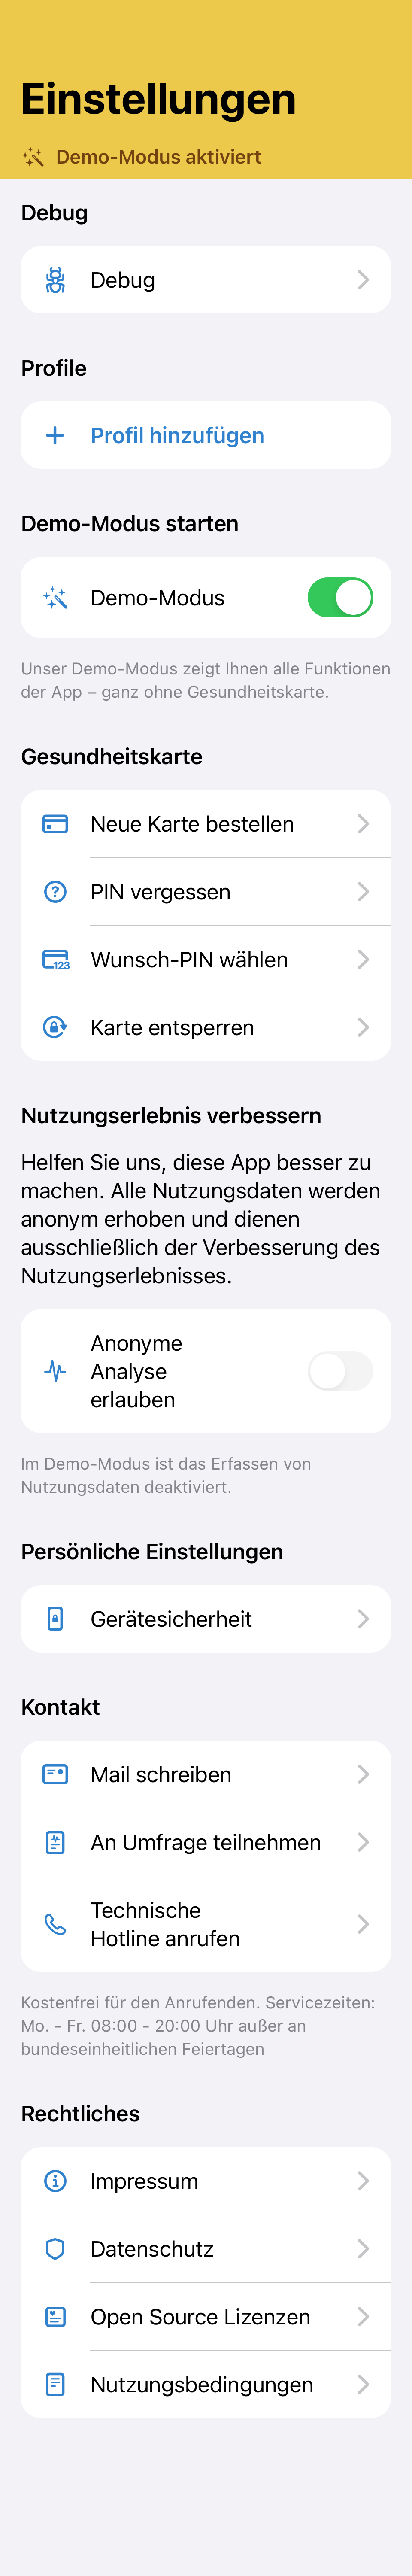 Einstellungen
Demo-Modus aktiviert
Debug
Debug
Profile
Profil hinzufügen
Demo-Modus starten
Demo-Modus
Unser Demo-Modus zeigt Ihnen alle Funktionen
der App – ganz ohne Gesundheitskarte.
Gesundheitskarte
Neue Karte bestellen
PIN vergessen
123
Wunsch-PIN wählen
Karte entsperren
Nutzungserlebnis verbessern
Helfen Sie uns, diese App besser zu
machen. Alle Nutzungsdaten werden
anonym erhoben und dienen
ausschließlich der Verbesserung des
Nutzungserlebnisses.
Anonyme
Analyse
erlauben
Im Demo-Modus ist das Erfassen von
Nutzungsdaten deaktiviert.
Persönliche Einstellungen
Gerätesicherheit
Kontakt
Mail schreiben
An Umfrage teilnehmen
Technische
Hotline anrufen
Kostenfrei für den Anrufenden. Servicezeiten:
Mo. - Fr. 08:00 - 20:00 Uhr außer an
bundeseinheitlichen Feiertagen
Rechtliches
Impressum
Datenschutz
Open Source Lizenzen
Nutzungsbedingungen